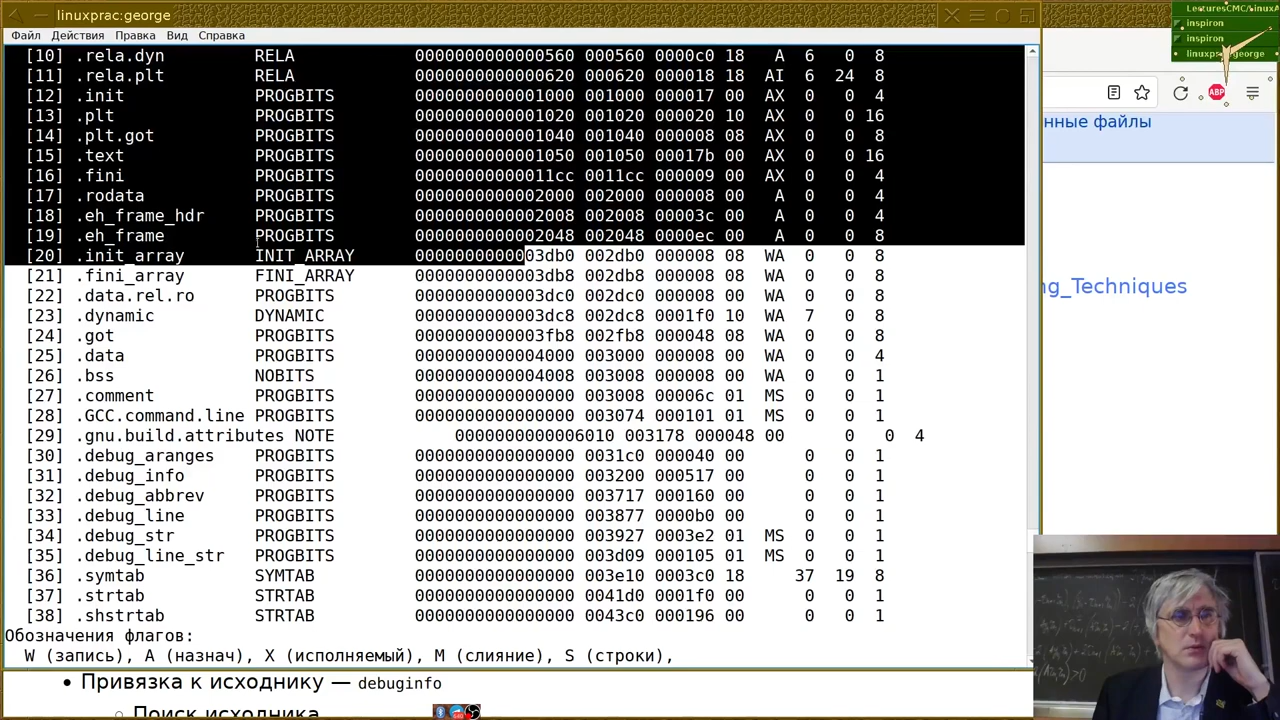 linuxprac:george
Файл Действия Правка Вид Справка
[10] .rela.dyn RELA 0000000000000560 000560 0000c0 18 A 6 0 8
[11] .rela.plt RELA 0000000000000620 000620 000018 18 AI 6 24 8
[12] .init PROGBITS 0000000000001000 001000 000017 00 AX 0 0 4
[13] .plt PROGBITS 0000000000001020 001020 000020 10 AX 0 0 16
[14] .plt.got PROGBITS 0000000000001040 001040 000008 08 AX 0 0 8
[15] .text PROGBITS 0000000000001050 001050 00017b 00 AX 0 0 16
[16] .fini PROGBITS 00000000000011cc 0011cc 000009 00 AX 0 0 4
[17] .rodata PROGBITS 0000000000002000 002000 000008 00 A 0 0 4
[18] .eh_frame_hdr PROGBITS 0000000000002008 002008 00003c 00 A 0 0 4
[19] .eh_frame PROGBITS 0000000000002048 002048 0000ec 00 A 0 0 8
[20] .init_array INIT_ARRAY 0000000000003db0 002db0 000008 08 WA 0 0 8
[21] .fini_array FINI_ARRAY 0000000000003db8 002db8 000008 08 WA 0 0 8
[22] .data.rel.ro PROGBITS 0000000000003dc0 002dc0 000008 00 WA 0 0 8
[23] .dynamic DYNAMIC 0000000000003dc8 002dc8 0001f0 10 WA 7 0 8
[24] .got PROGBITS 0000000000003fb8 002fb8 000048 08 WA 0 0 8
[25] .data PROGBITS 0000000000004000 003000 000008 00 WA 0 0 4
[26] .bss NOBITS 0000000000004008 003008 000008 00 WA 0 0 1
[27] .comment PROGBITS 0000000000000000 003008 00006c 01 MS 0 0 1
[28] .GCC.command.line PROGBITS 0000000000000000 003074 000101 01 MS 0 0 1
[29] .gnu.build.attributes NOTE 0000000000006010 003178 000048 00 0 0 4
[30] .debug_aranges PROGBITS 0000000000000000 0031c0 000040 00 0 0 1
[31] .debug_info PROGBITS 0000000000000000 003200 000517 00 0 0 1
[32] .debug_abbrev PROGBITS 0000000000000000 003717 000160 00 0 0 1
[33] .debug_line PROGBITS 0000000000000000 003877 0000b0 00 0 0 1
[34] .debug_str PROGBITS 0000000000000000 003927 0003e2 01 MS 0 0 1
[35] .debug_line_str PROGBITS 0000000000000000 003d09 000105 01 MS 0 0 1
[36] .symtab SYMTAB 0000000000000000 003e10 0003c0 18 37 19 8
[37] .strtab STRTAB 0000000000000000 0041d0 0001f0 00 0 0 1
[38] .shstrtab STRTAB 0000000000000000 0043c0 000196 00 0 0 1
Обозначения флагов:
W (запись), A (назнач), X (исполняемый), M (слияние), S (строки),
• Привязка к исходнику — debuginfo
Поиск исходника
inspiron
inspiron
ABP
нные файлы
ng_Techniques